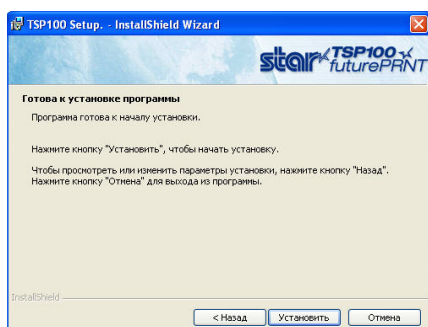 TSP100 Setup. - InstallShield Wizard
star TSP100
futurePRNT
Готова к установке программы
Программа готова к началу установки.
Нажмите кнопку "Установить", чтобы начать установку.
Чтобы просмотреть или изменить параметры установки, нажмите кнопку "Назад".
Нажмите кнопку "Отмена" для выхода из программы.
InstallShield
< Назад
Установить
Отмена